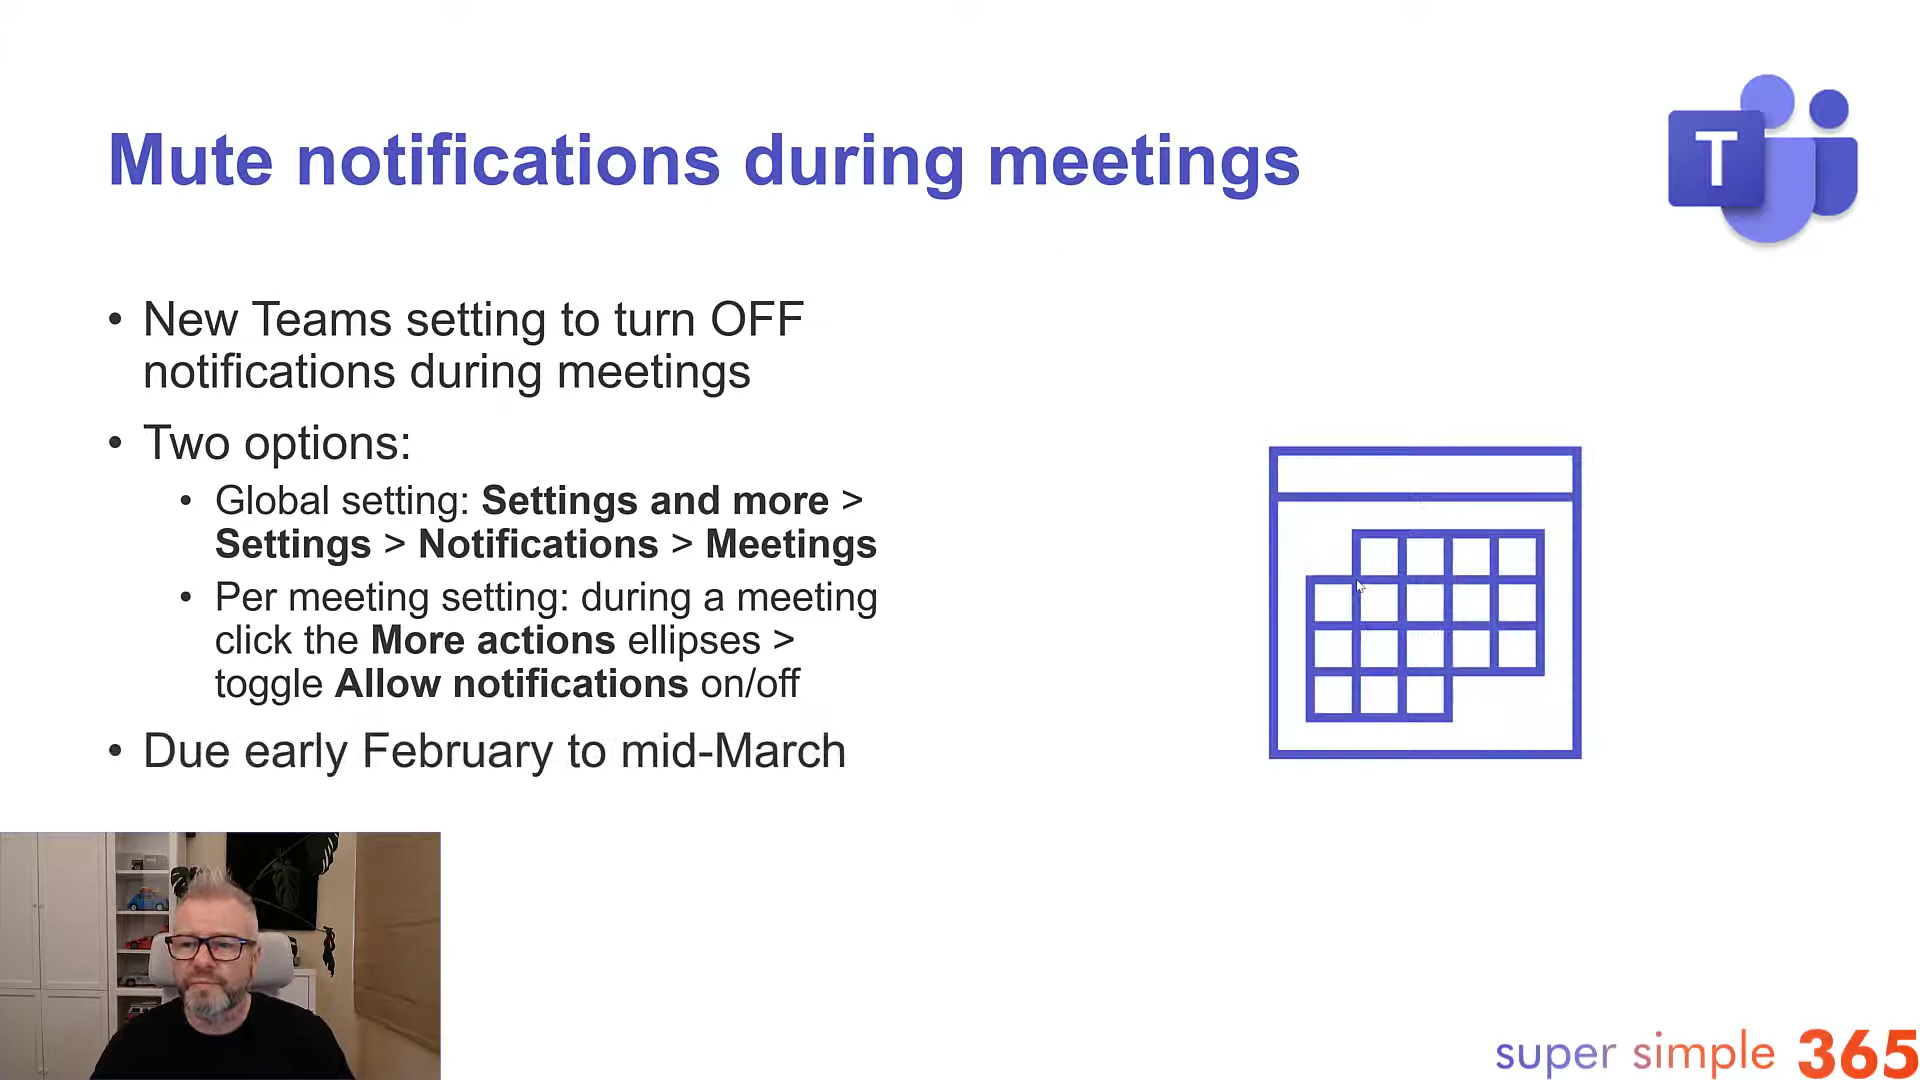 Mute notifications during meetings
T
• New Teams setting to turn OFF
notifications during meetings
• Two options:
• Global setting: Settings and more >
Settings > Notifications > Meetings
• Per meeting setting: during a meeting
click the More actions ellipses >
toggle Allow notifications on/off
• Due early February to mid-March
super simple 365